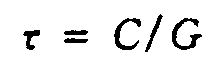 τ = C/G